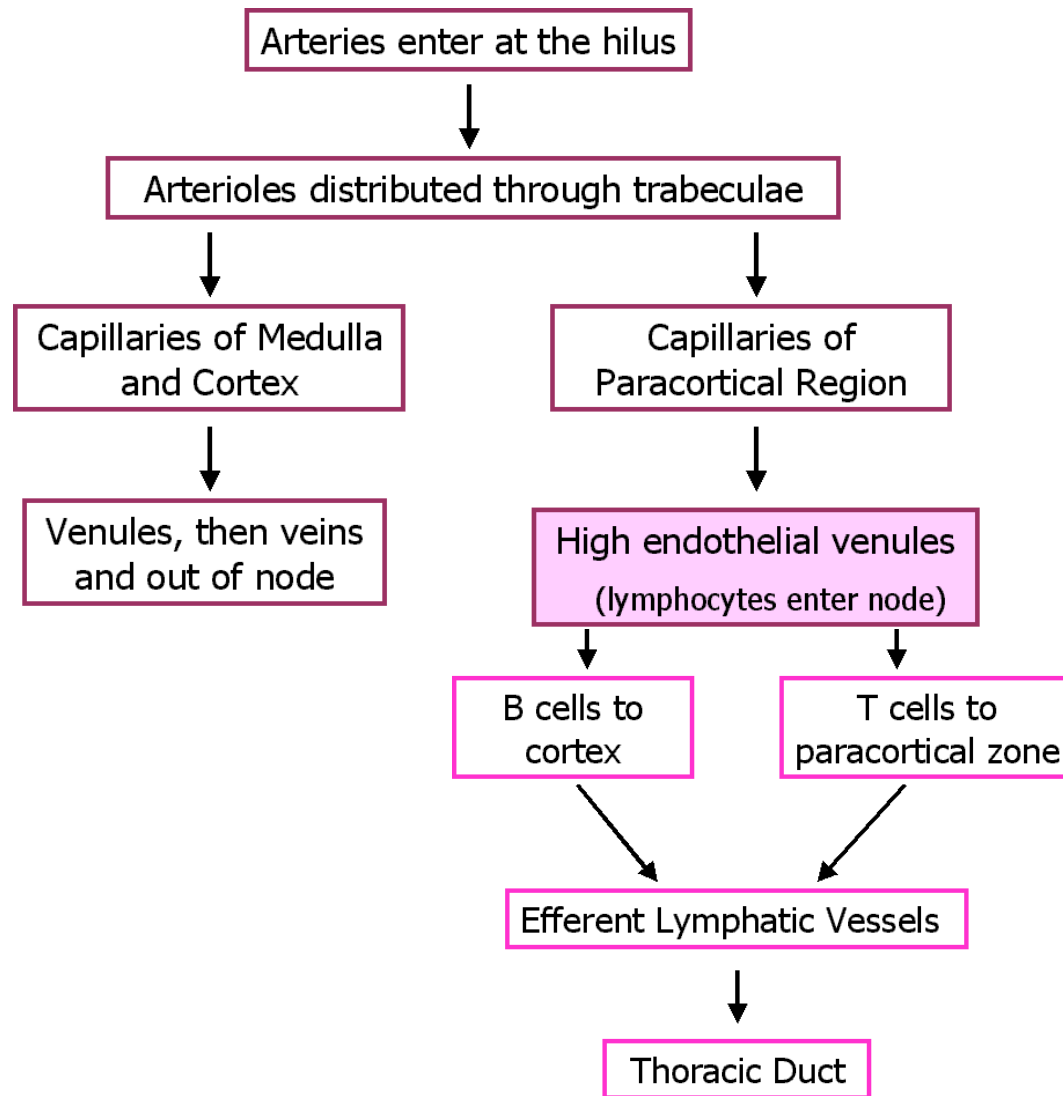 Arteries enter at the hilus
Arterioles distributed through trabeculae
Capillaries of Medulla
and Cortex
Capillaries of
Paracortical Region
Venules, then veins
and out of node
High endothelial venules
(lymphocytes enter node)
B cells to
cortex
T cells to
paracortical zone
Efferent Lymphatic Vessels
Thoracic Duct